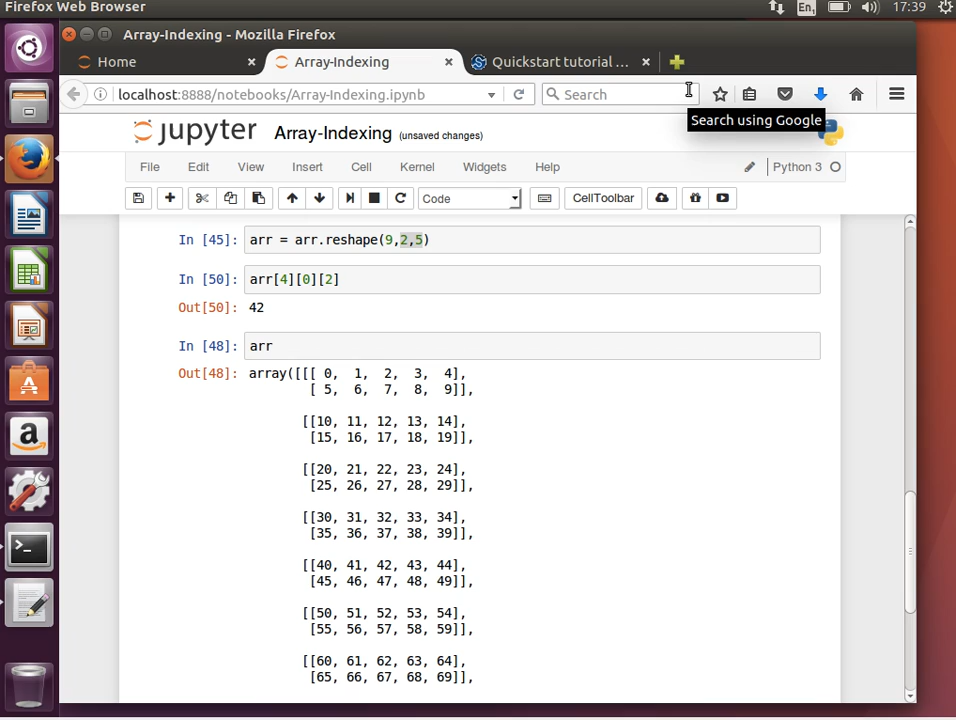 Firefox Web Browser En1 17:39
Array-Indexing - Mozilla Firefox
Home Array-Indexing Quickstart tutorial ...
localhost:8888/notebooks/Array-Indexing.ipynb Search
Search using Google
jupyter Array-Indexing (unsaved changes)
File Edit View Insert Cell Kernel Widgets Help Python 3
Code CellToolbar
In [45]: arr = arr.reshape(9,2,5)
In [50]: arr[4][0][2]
Out[50]: 42
In [48]: arr
Out[48]: array([[[ 0, 1, 2, 3, 4],
[ 5, 6, 7, 8, 9]],
[[10, 11, 12, 13, 14],
[15, 16, 17, 18, 19]],
[[20, 21, 22, 23, 24],
[25, 26, 27, 28, 29]],
[[30, 31, 32, 33, 34],
[35, 36, 37, 38, 39]],
[[40, 41, 42, 43, 44],
[45, 46, 47, 48, 49]],
[[50, 51, 52, 53, 54],
[55, 56, 57, 58, 59]],
[[60, 61, 62, 63, 64],
[65, 66, 67, 68, 69]],